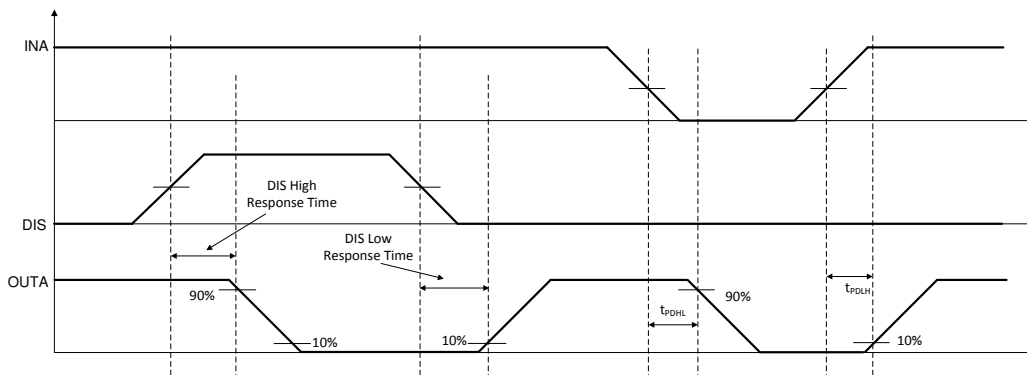 INA
DIS High
Response Time
DIS
DIS Low
Response Time
OUTA
90%
10%
10%
tPDHL
90%
tPDLH
10%